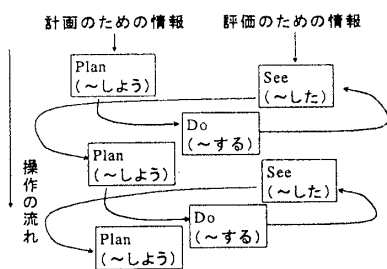 計画のための情報
評価のための情報
Plan
(～しよう)
See
(～した)
Do
(～する)
Plan
(～しよう)
See
(～した)
Do
(～する)
Plan
(～しよう)
操作の流れ